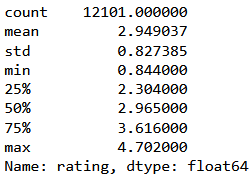 count    12101.000000
mean         2.949037
std          0.827385
min          0.844000
25%          2.304000
50%          2.965000
75%          3.616000
max          4.702000
Name: rating, dtype: float64